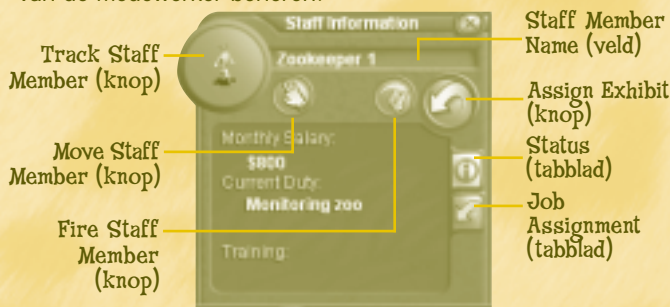 van de medewerker beheren.
Staff Information
Zookeeper 1
Track Staff
Member (knop)
Staff Member
Name (veld)
Assign Exhibit
(knop)
Move Staff
Member (knop)
Monthly Salary:
$800
Current Duty:
Monitoring zoo
Training:
Status
(tabblad)
Job
Assignment
(tabblad)
Fire Staff
Member
(knop)